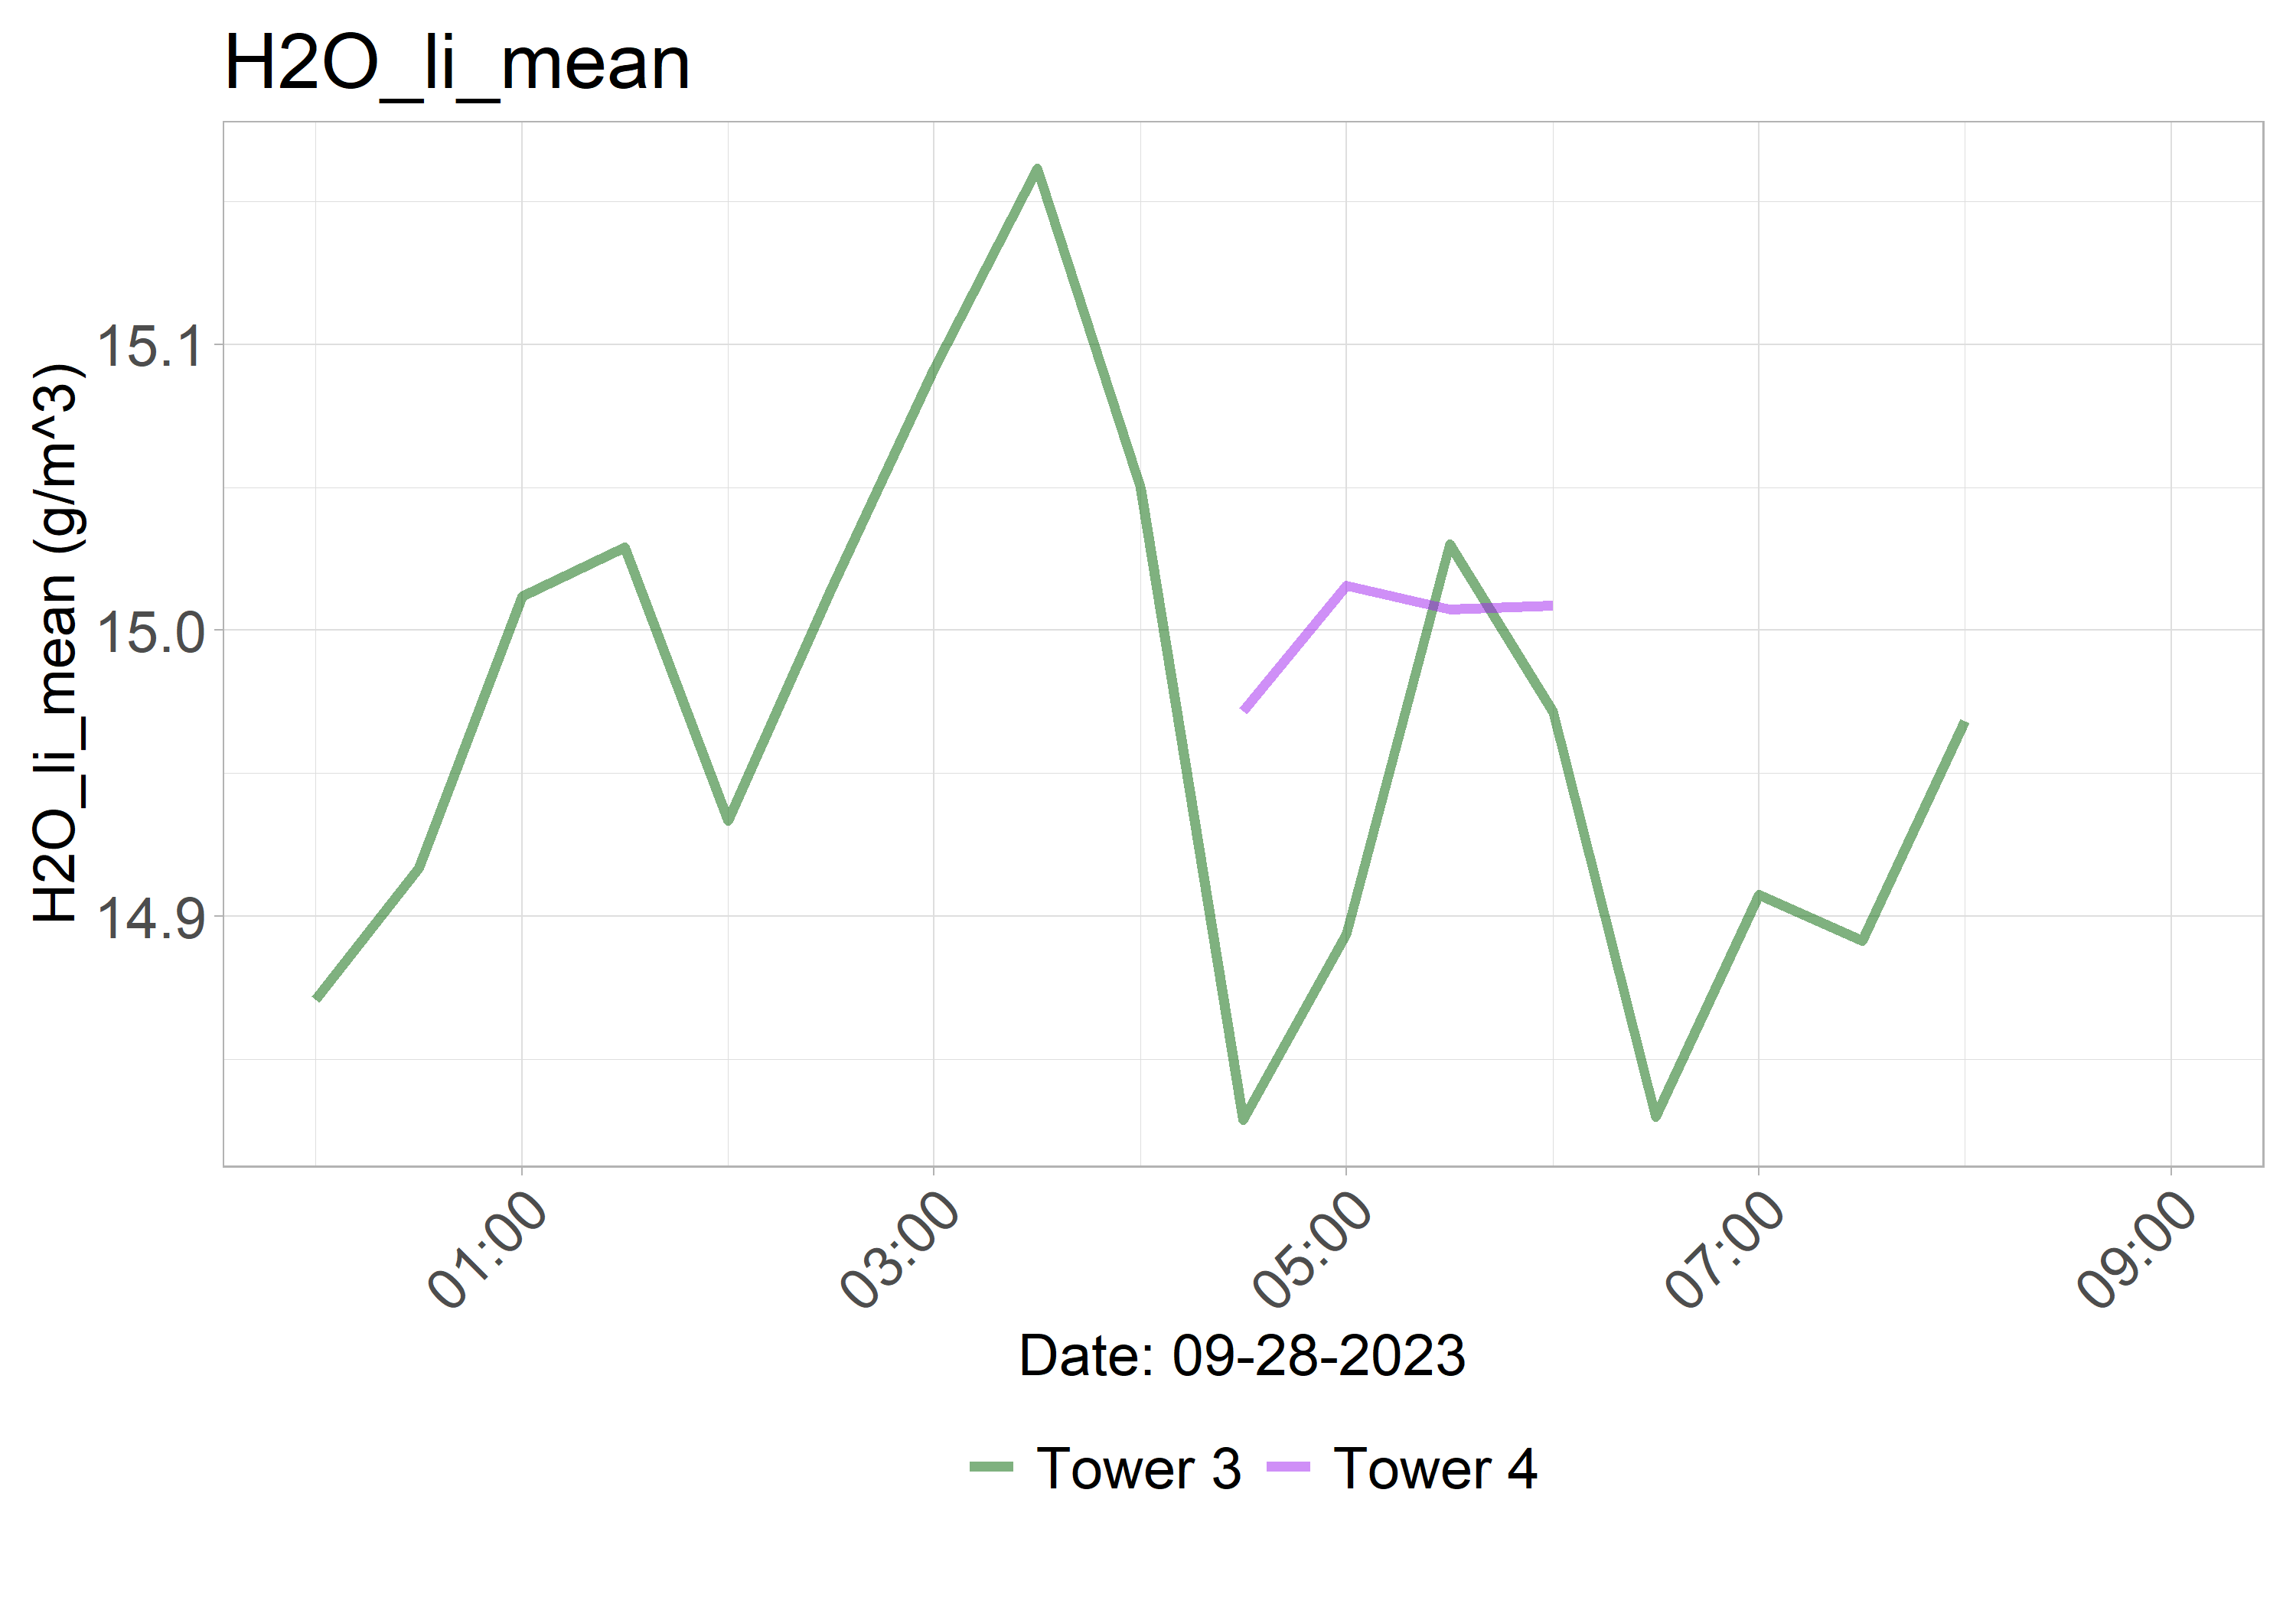 H2O_li_mean
H2O_li_mean (g/m^3)
15.1
15.0
14.9
01:00
03:00
05:00
07:00
09:00
Date: 09-28-2023
Tower 3
Tower 4